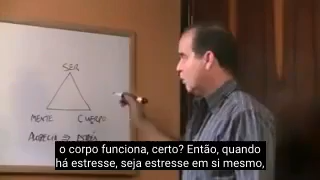 SER
MENTE CUERPO
o corpo funciona, certo? Então, quando
há estresse, seja estresse em si mesmo,